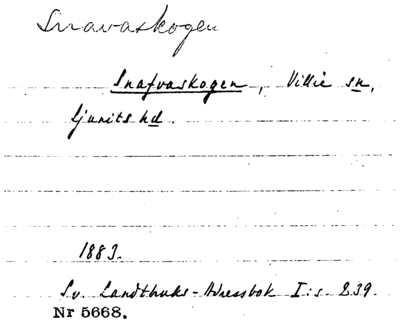 Snavaskogen
Snafvaskogen, Villie sn,
Ljunits hd.
1883.
Sv. Landtbruks-Adressbok I:s. 239.
Nr 5668.